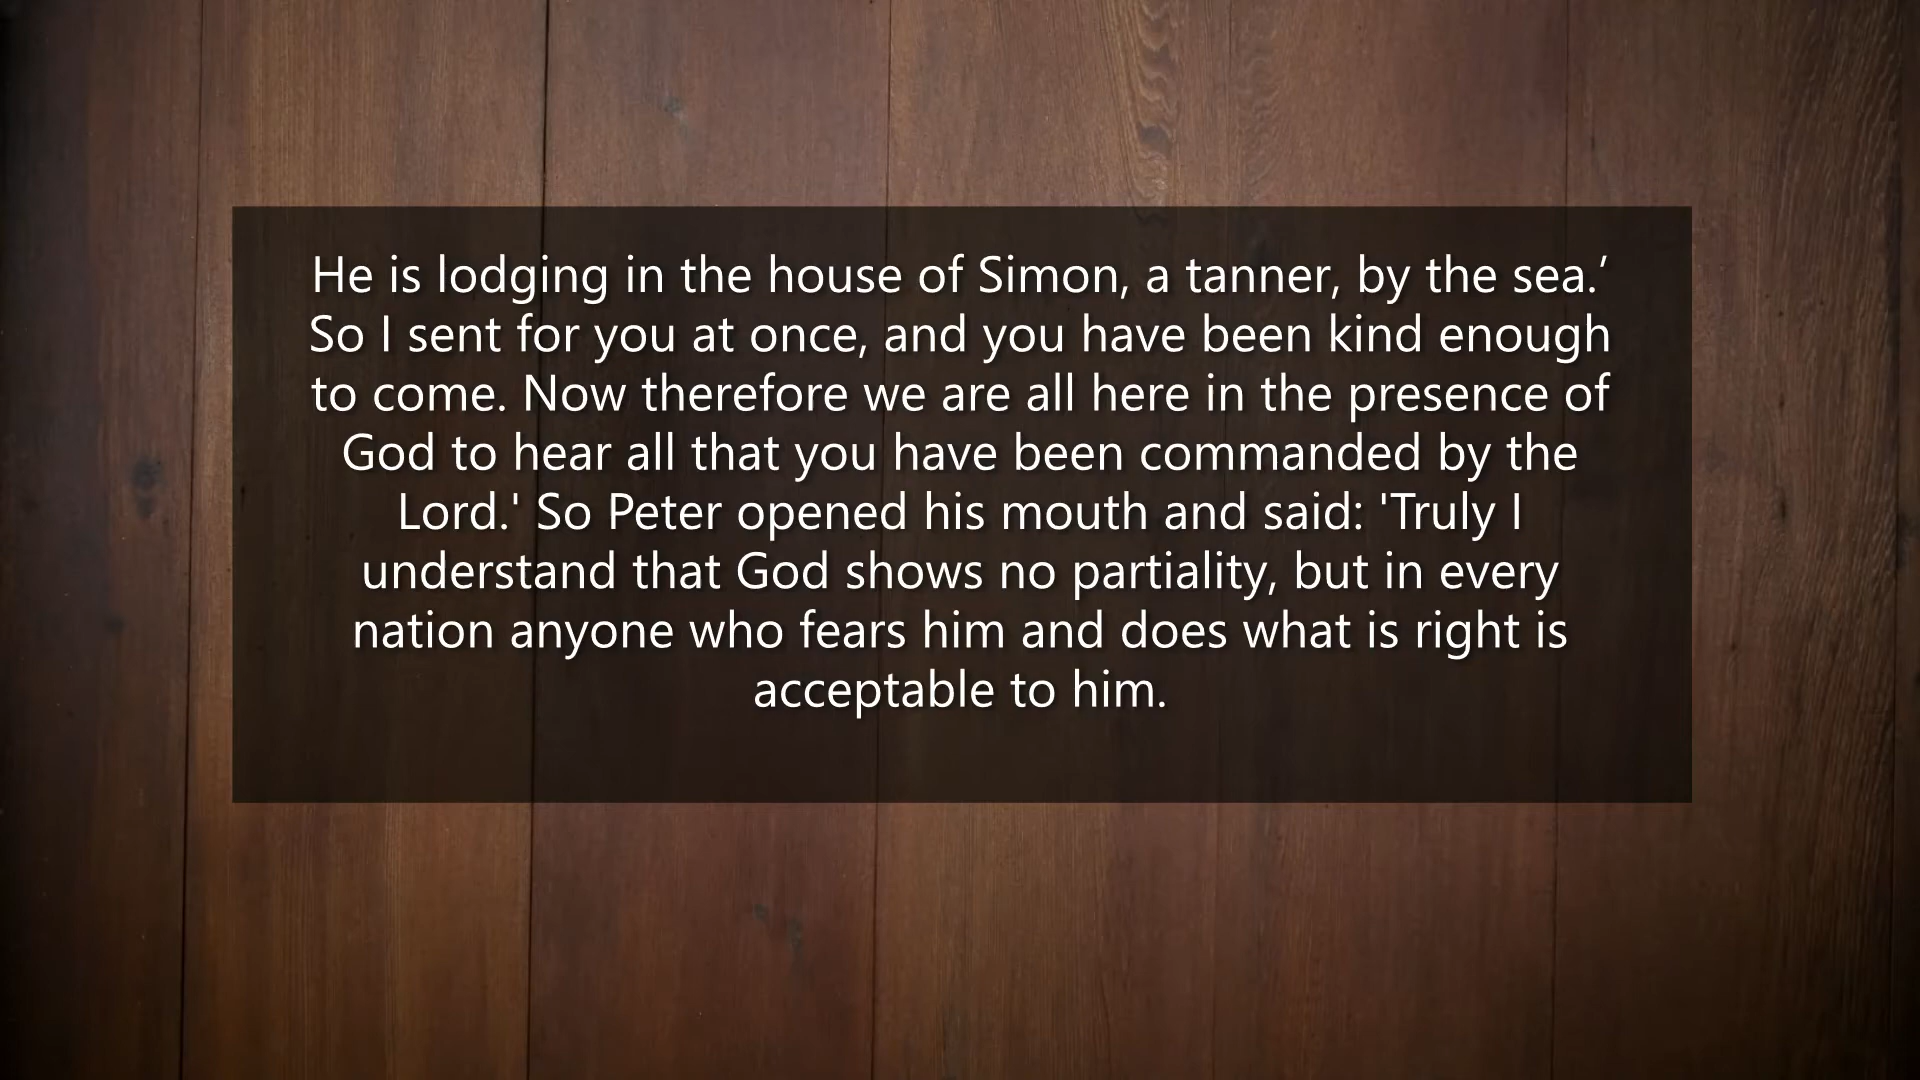 He is lodging in the house of Simon, a tanner, by the sea.’
So I sent for you at once, and you have been kind enough
to come. Now therefore we are all here in the presence of
God to hear all that you have been commanded by the
Lord.' So Peter opened his mouth and said: 'Truly I
understand that God shows no partiality, but in every
nation anyone who fears him and does what is right is
acceptable to him.